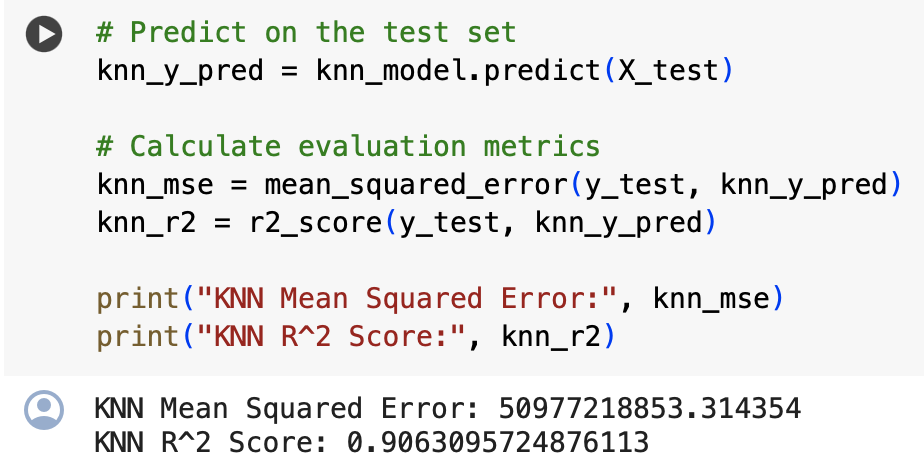 # Predict on the test set
knn_y_pred = knn_model.predict(X_test)
# Calculate evaluation metrics
knn_mse = mean_squared_error(y_test, knn_y_pred)
knn_r2 = r2_score(y_test, knn_y_pred)
print("KNN Mean Squared Error:", knn_mse)
print("KNN R^2 Score:", knn_r2)
KNN Mean Squared Error: 50977218853.314354
KNN R^2 Score: 0.9063095724876113